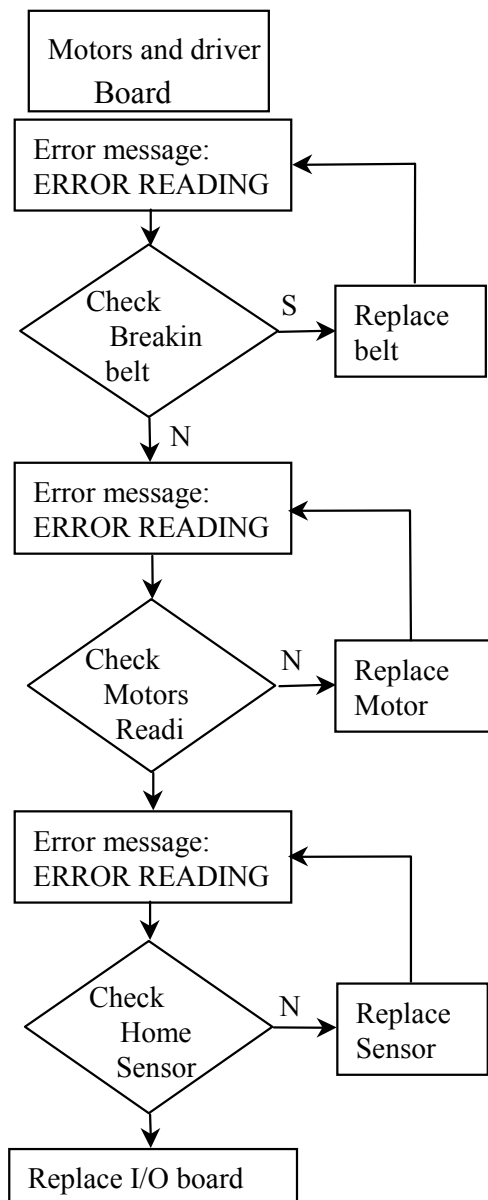 Motors and driver
Board
Error message:
ERROR READING
Check
Breakin
belt
S
Replace
belt
N
Error message:
ERROR READING
Check
Motors
Readi
N
Replace
Motor
Error message:
ERROR READING
Check
Home
Sensor
N
Replace
Sensor
Replace I/O board